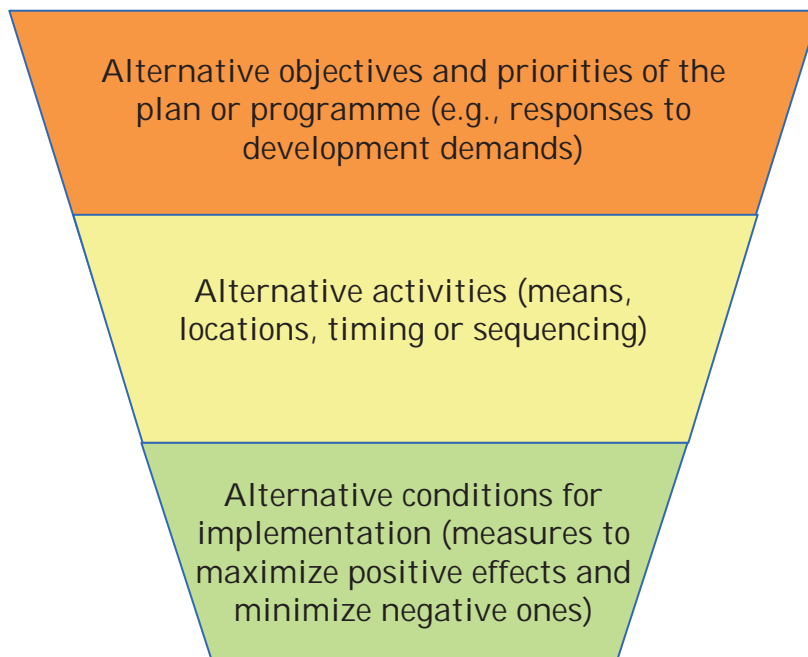 Alternative objectives and priorities of the
plan or programme (e.g., responses to
development demands)
Alternative activities (means,
locations, timing or sequencing)
Alternative conditions for
implementation (measures to
maximize positive effects and
minimize negative ones)